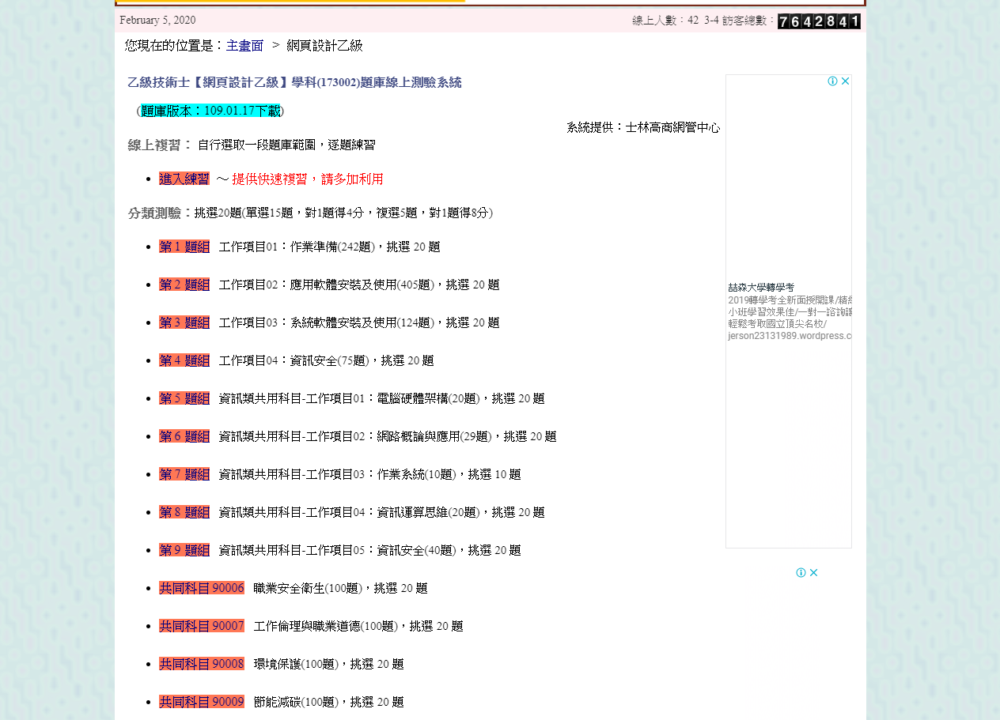 February 5, 2020 線上人數：42 3-4 訪客總數：7642841
您現在的位置是：主畫面 > 網頁設計乙級
乙級技術士【網頁設計乙級】學科(173002)題庫線上測驗系統
(題庫版本：109.01.17下載)
系統提供：士林高商網管中心
線上複習： 自行選取一段題庫範圍，逐題練習
進入練習 ～ 提供快速複習，請多加利用
分類測驗：挑選20題(單選15題，對1題得4分，複選5題，對1題得8分)
第 1 題組 工作項目01：作業準備(242題)，挑選 20 題
第 2 題組 工作項目02：應用軟體安裝及使用(405題)，挑選 20 題
第 3 題組 工作項目03：系統軟體安裝及使用(124題)，挑選 20 題
第 4 題組 工作項目04：資訊安全(75題)，挑選 20 題
第 5 題組 資訊類共用科目-工作項目01：電腦硬體架構(20題)，挑選 20 題
第 6 題組 資訊類共用科目-工作項目02：網路概論與應用(29題)，挑選 20 題
第 7 題組 資訊類共用科目-工作項目03：作業系統(10題)，挑選 10 題
第 8 題組 資訊類共用科目-工作項目04：資訊運算思維(20題)，挑選 20 題
第 9 題組 資訊類共用科目-工作項目05：資訊安全(40題)，挑選 20 題
共同科目 90006 職業安全衛生(100題)，挑選 20 題
共同科目 90007 工作倫理與職業道德(100題)，挑選 20 題
共同科目 90008 環境保護(100題)，挑選 20 題
共同科目 90009 節能減碳(100題)，挑選 20 題
喆森大學轉學考
2019轉學考全新面授開課/精
小班學習效果佳/一對一諮詢
輕鬆考取國立頂尖名校/
jerson23131989.wordpress.c